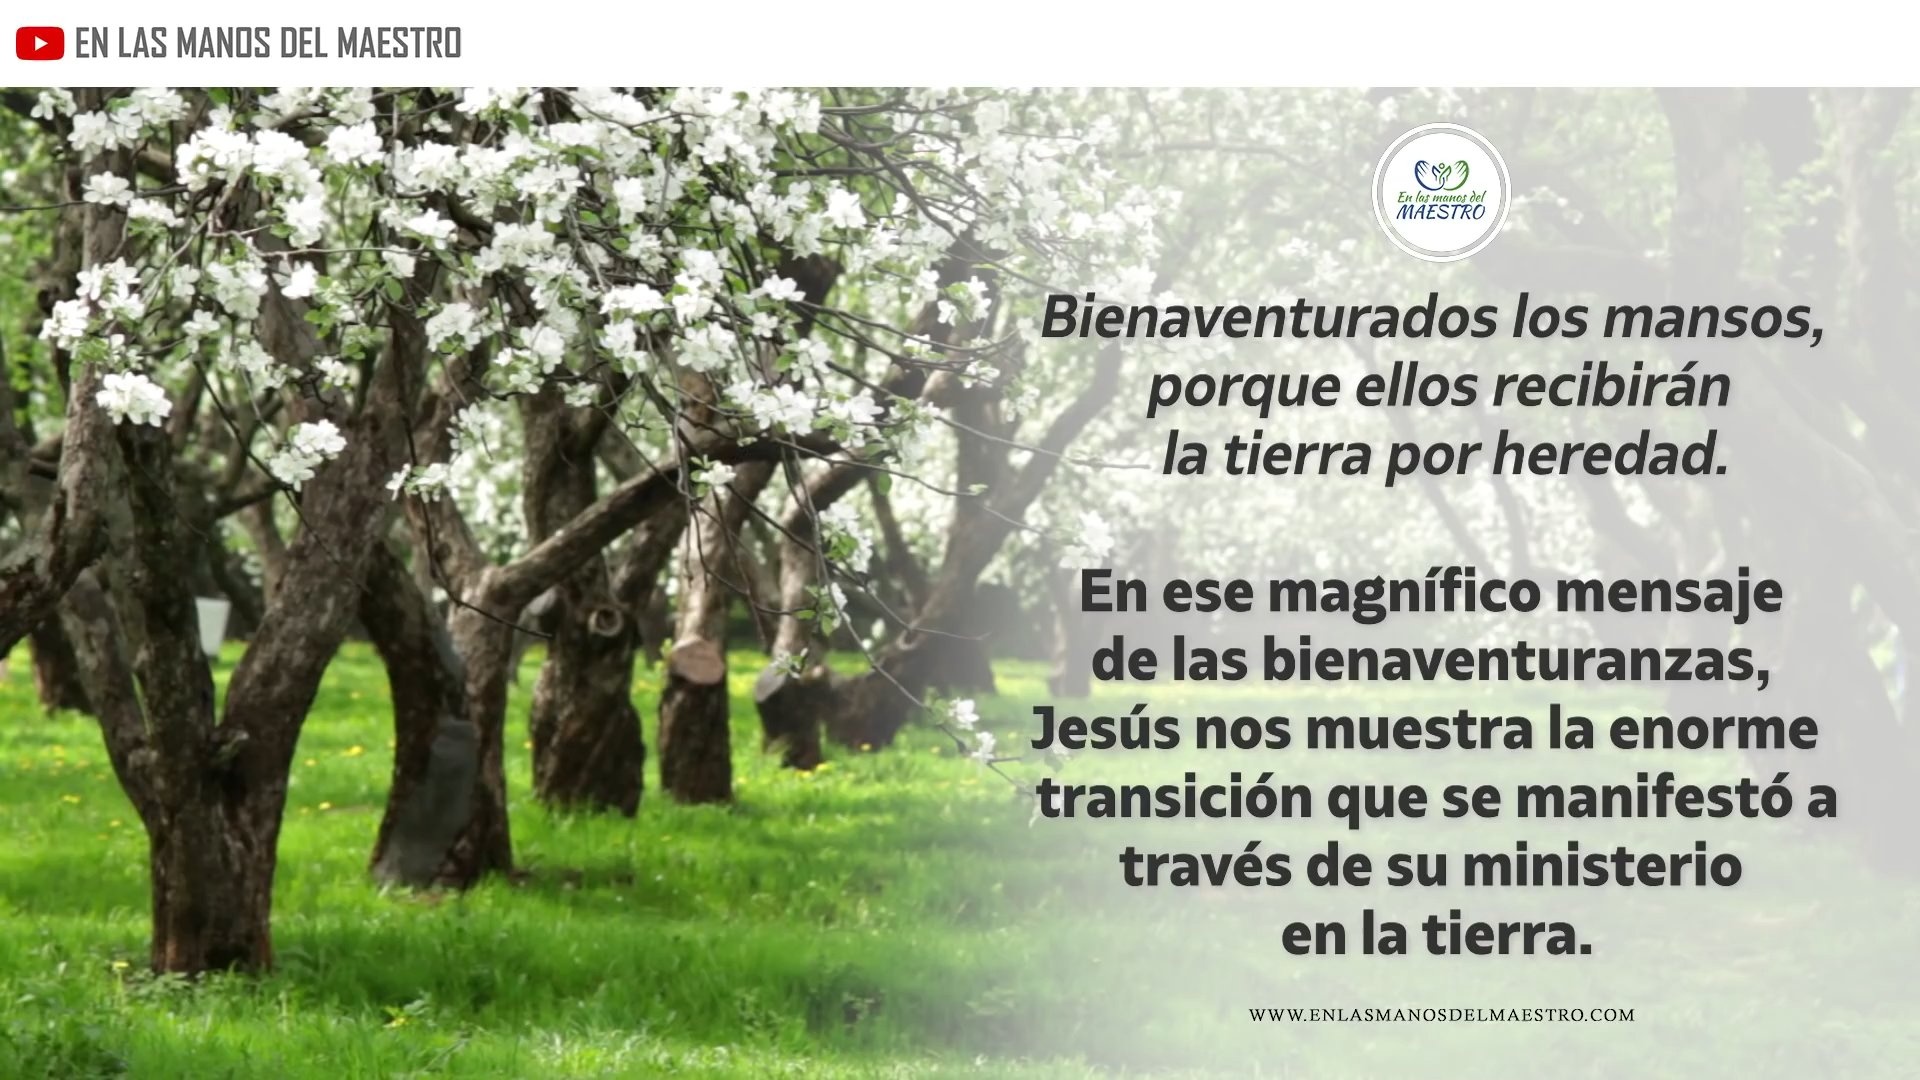 EN LAS MANOS DEL MAESTRO
En las manos del
MAESTRO
Bienaventurados los mansos,
porque ellos recibirán
la tierra por heredad.
En ese magnífico mensaje
de las bienaventuranzas,
Jesús nos muestra la enorme
transición que se manifestó a
través de su ministerio
en la tierra.
WWW.ENLASMANOSDELMAESTRO.COM